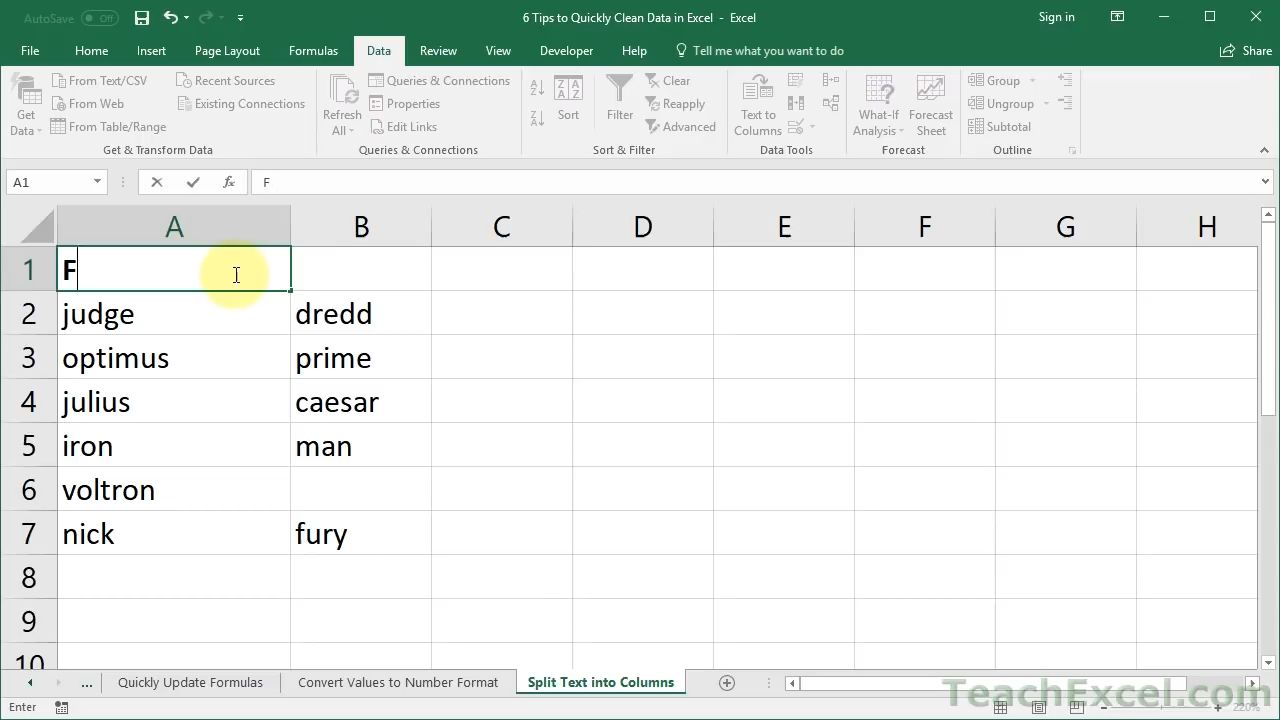 AutoSave Off 6 Tips to Quickly Clean Data in Excel - Excel Sign in
File Home Insert Page Layout Formulas Data Review View Developer Help Tell me what you want to do Share
From Text/CSV Recent Sources Queries & Connections Clear Group
From Web Existing Connections Properties Reapply Ungroup
From Table/Range Edit Links Advanced Subtotal
Get Data Refresh All Sort Filter Text to Columns What-If Analysis Forecast Sheet
Get & Transform Data Queries & Connections Sort & Filter Data Tools Forecast Outline
A1 fx F
A B C D E F G H
1 F
2 judge dredd
3 optimus prime
4 julius caesar
5 iron man
6 voltron
7 nick fury
8
9
10
... Quickly Update Formulas Convert Values to Number Format Split Text into Columns
TeachExcel.com
Enter 220%